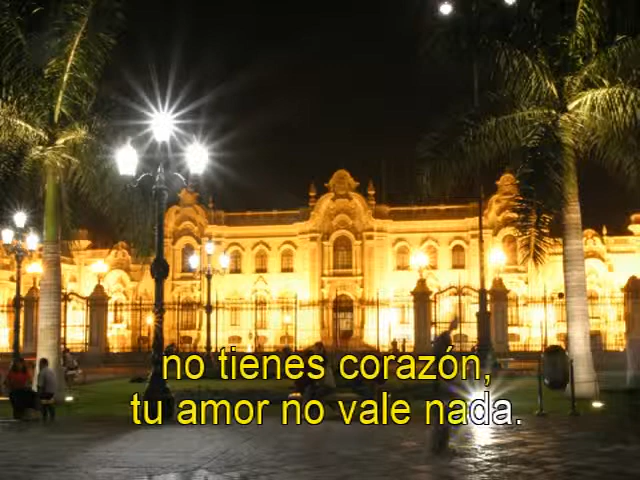 no tienes corazón,
tu amor no vale nada.